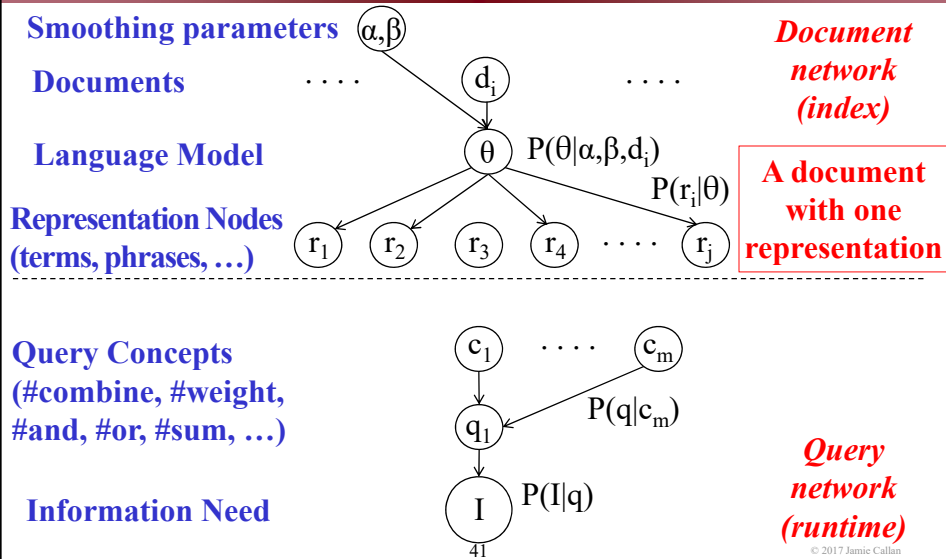 Smoothing parameters
α,β
Document
network
(index)
Documents
. . . .
d_i
. . . .
Language Model
θ
P(θ|α,β,d_i)
P(r_i|θ)
A document
with one
representation
Representation Nodes
(terms, phrases, …)
r_1
r_2
r_3
r_4
. . . .
r_j
Query Concepts
(#combine, #weight,
#and, #or, #sum, …)
c_1
. . . .
c_m
P(q|c_m)
q_1
Information Need
I
P(I|q)
Query
network
(runtime)
41
© 2017 Jamie Callan